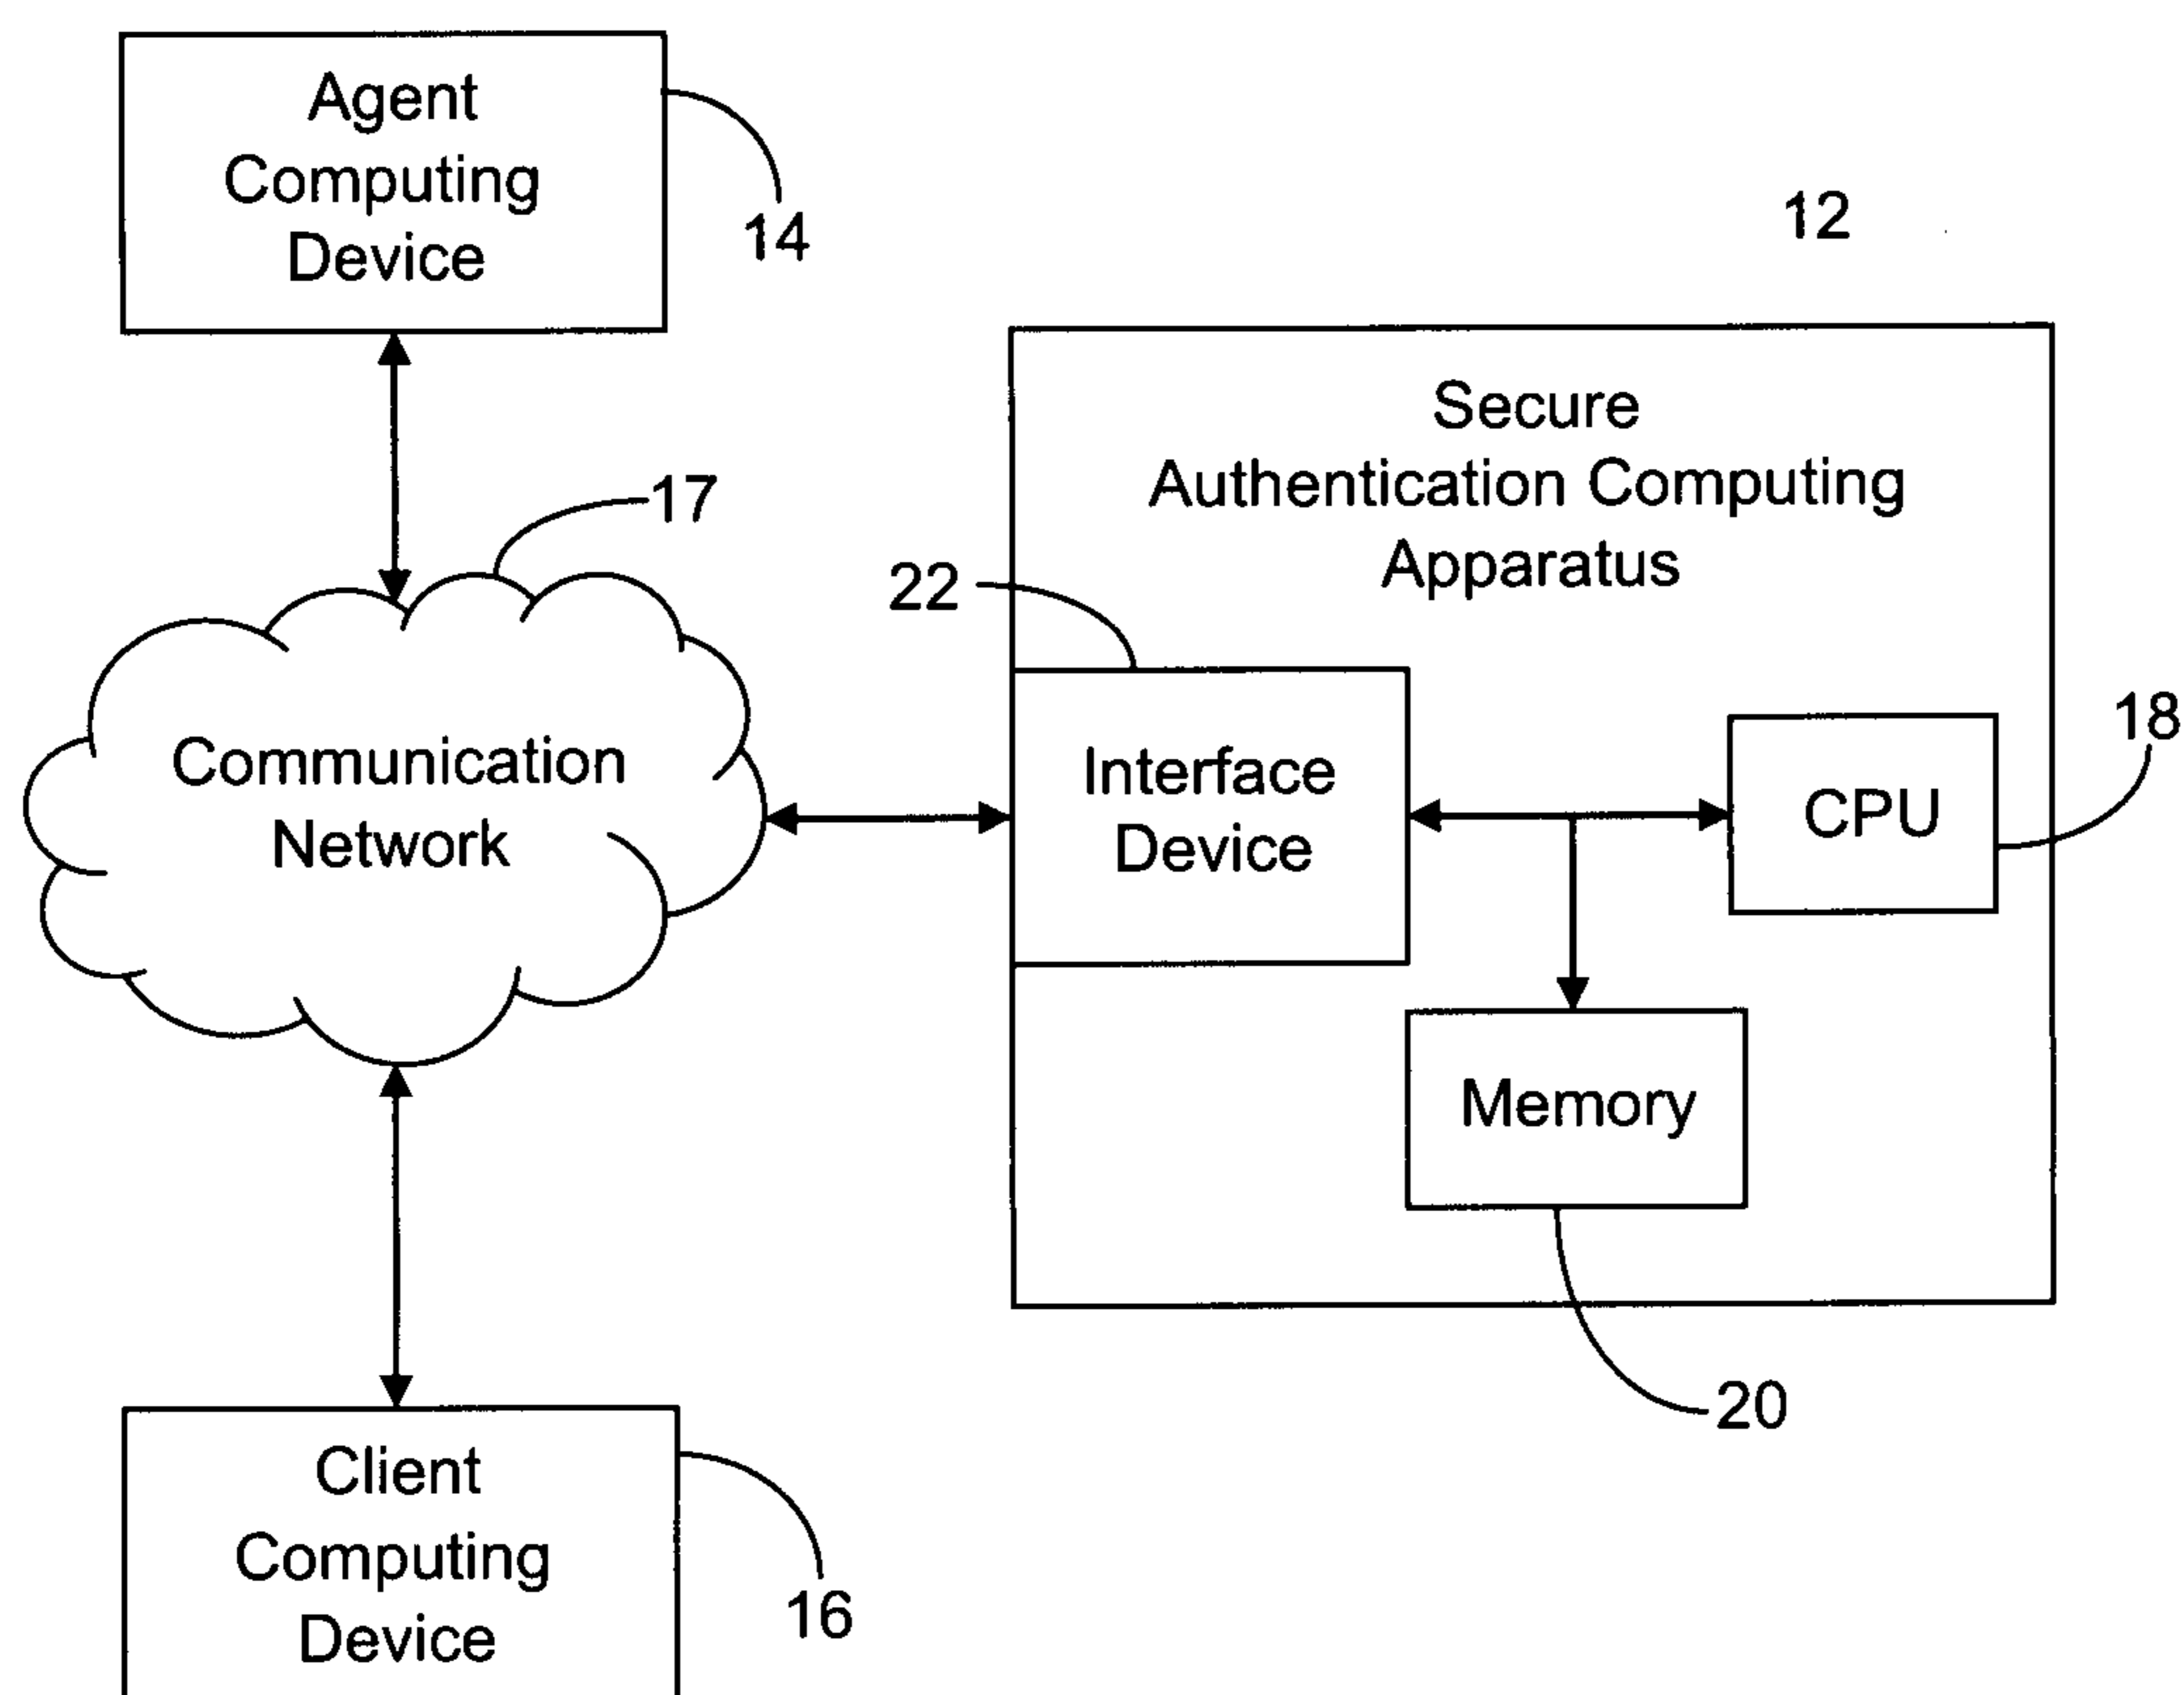 Agent
Computing
Device
14
12
Secure
Authentication Computing
Apparatus
17
22
Communication
Network
Interface
Device
CPU
18
Memory
20
Client
Computing
Device
16